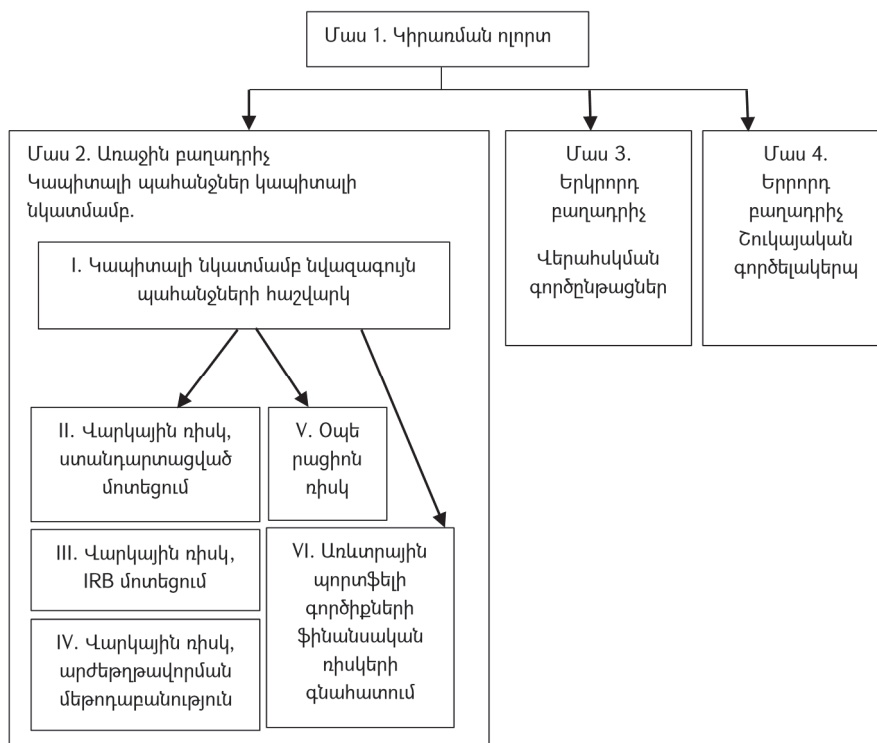 Մաս 1. Կիրառման ոլորտ
Մաս 2. Առաջին բաղադրիչ
Կապիտալի պահանջներ կապիտալի
նկատմամբ.
I. Կապիտալի նկատմամբ նվազագույն
պահանջների հաշվարկ
II. Վարկային ռիսկ,
ստանդարտացված
մոտեցում
V. Օպե
րացիոն
ռիսկ
III. Վարկային ռիսկ,
IRB մոտեցում
IV. Վարկային ռիսկ,
արժեթղթավորման
մեթոդաբանություն
VI. Առևտրային
պորտֆելի
գործիքների
ֆինանսական
ռիսկերի
գնահատում
Մաս 3.
Երկրորդ
բաղադրիչ
Վերահսկման
գործընթացներ
Մաս 4.
Երրորդ
բաղադրիչ
Շուկայական
գործելակերպ